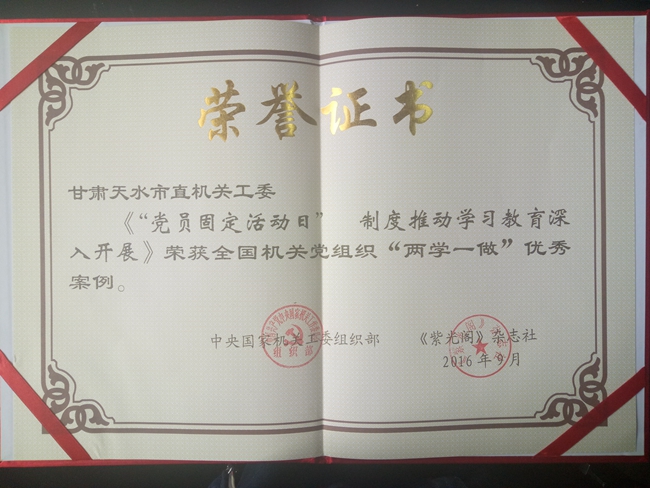 荣誉证书
甘肃天水市直机关工委
《“党员固定活动日” 制度推动学习教育深
入开展》荣获全国机关党组织“两学一做”优秀
案例。
中央国家机关工委组织部 《紫光阁》杂志社
2016年9月
组织部